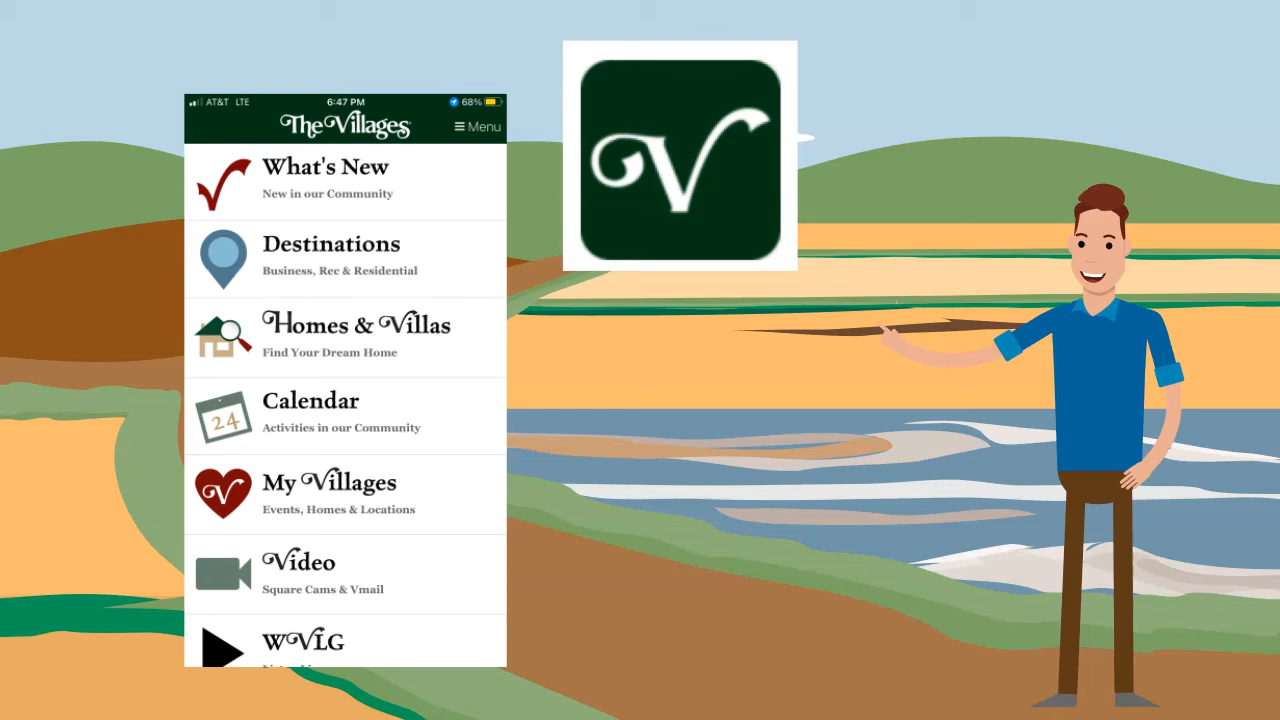 AT&T LTE 6:47 PM 68%
The Villages
Menu
What's New
New in our Community
Destinations
Business, Rec & Residential
Homes & Villas
Find Your Dream Home
24
Calendar
Activities in our Community
V
My Villages
Events, Homes & Locations
Video
Square Cams & Vmail
WVLG
V